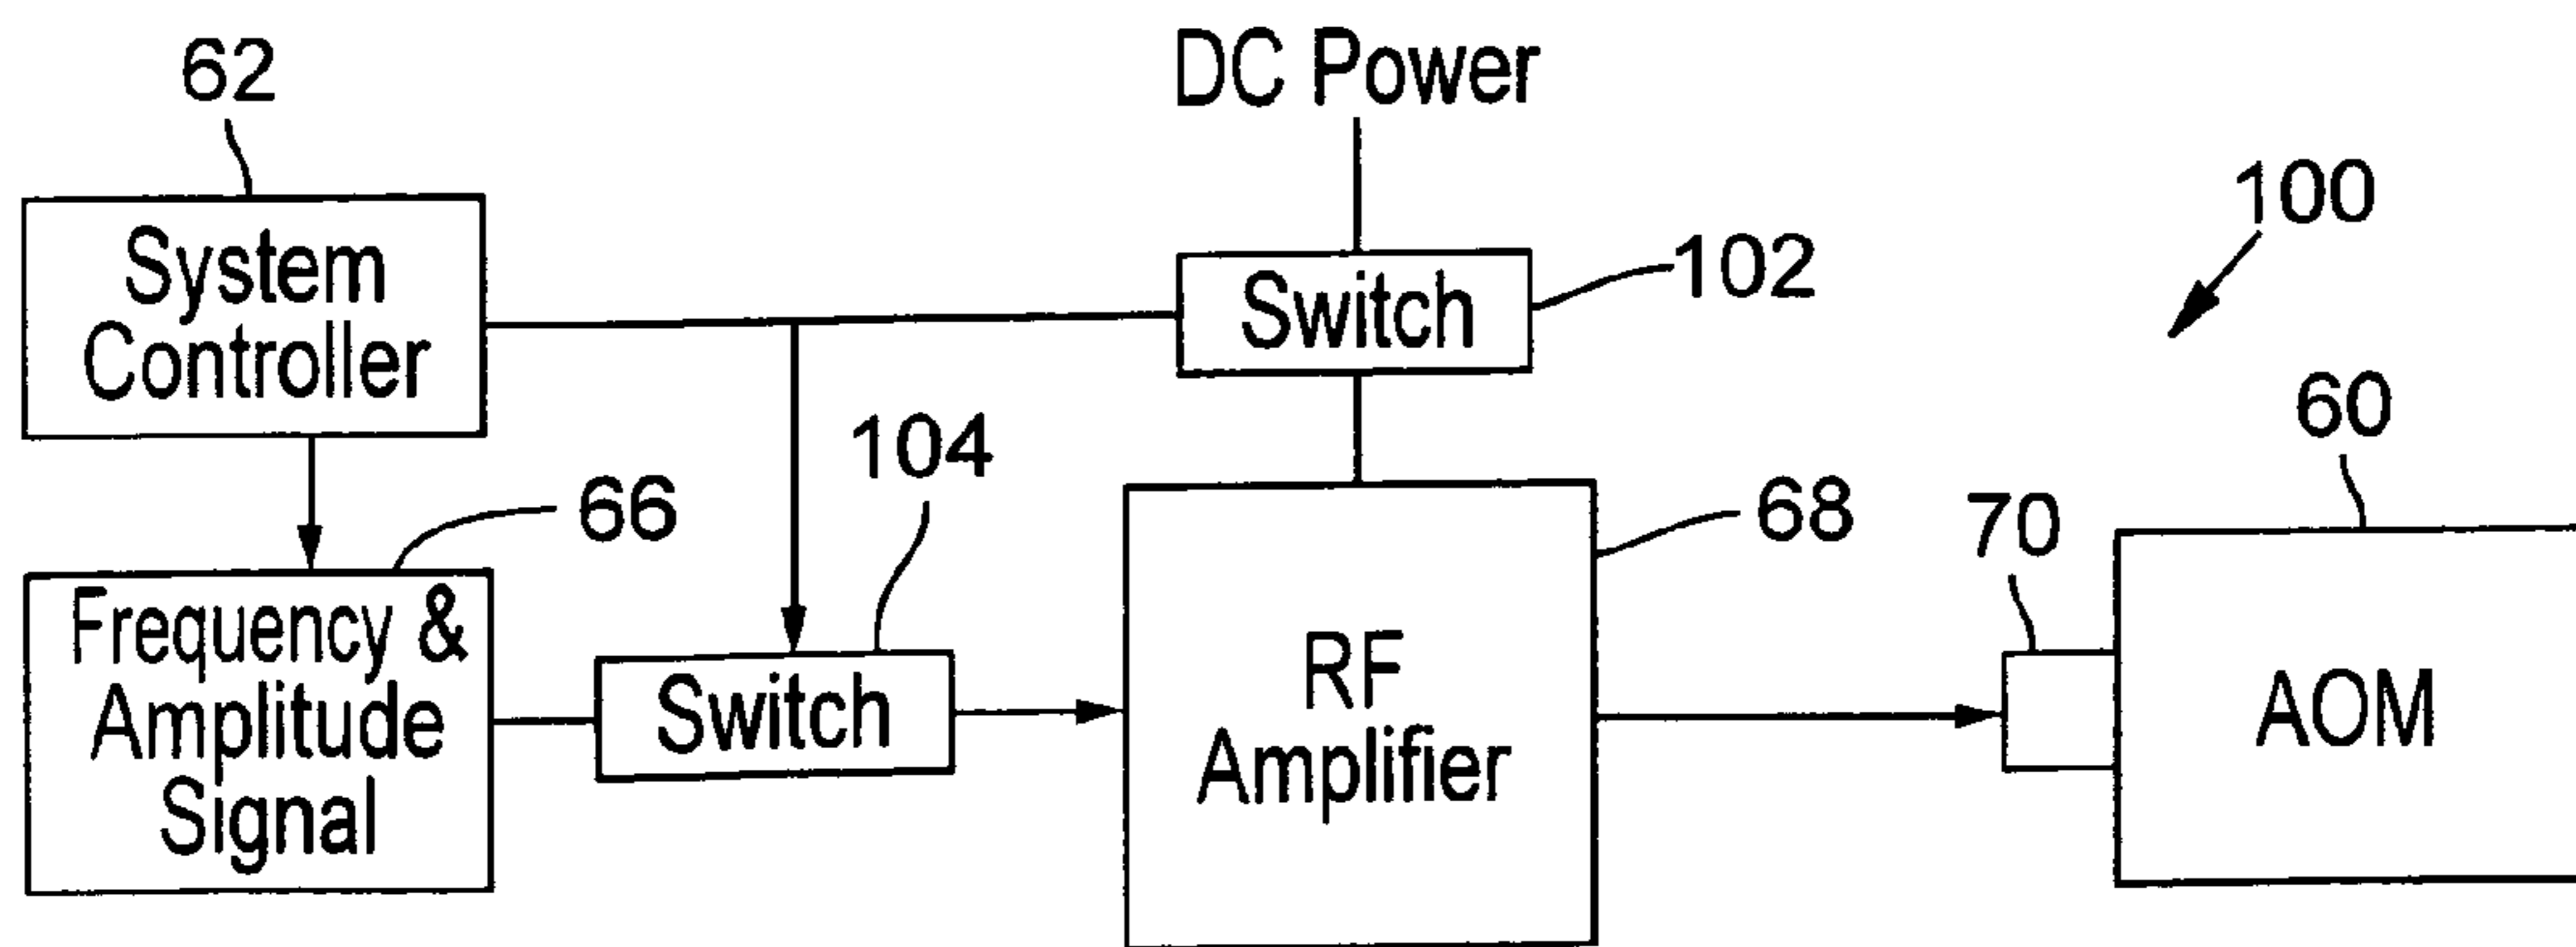 62
DC Power
100
System
Controller
Switch
102
104
60
66
68
70
Frequency &
Amplitude
Signal
Switch
RF
Amplifier
AOM